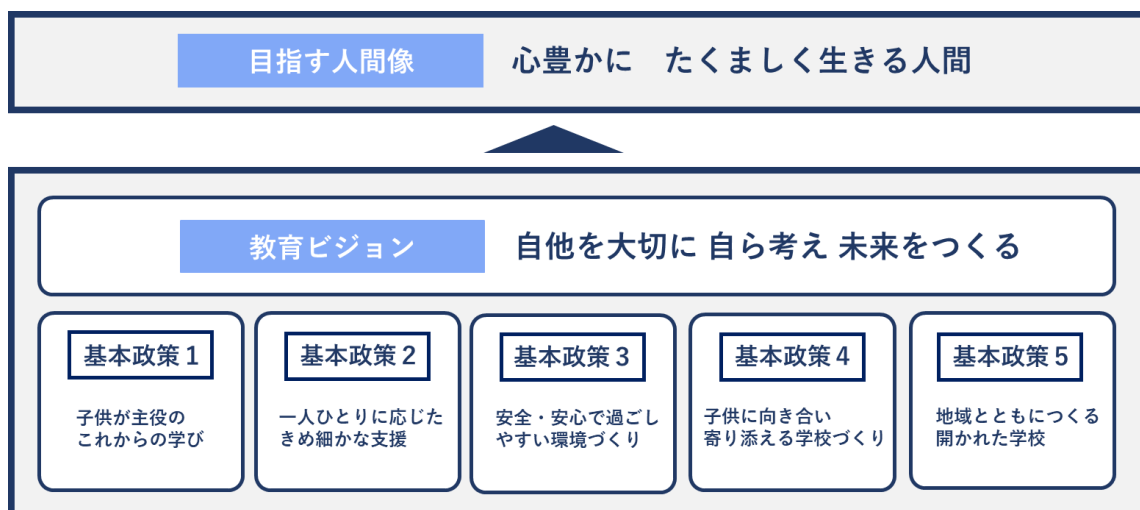 目指す人間像
心豊かに　たくましく生きる人間
教育ビジョン
自他を大切に 自ら考え 未来をつくる
基本政策１
子供が主役の
これからの学び
基本政策２
一人ひとりに応じた
きめ細かな支援
基本政策３
安全・安心で過ごし
やすい環境づくり
基本政策４
子供に向き合い
寄り添える学校づくり
基本政策５
地域とともにつくる
開かれた学校